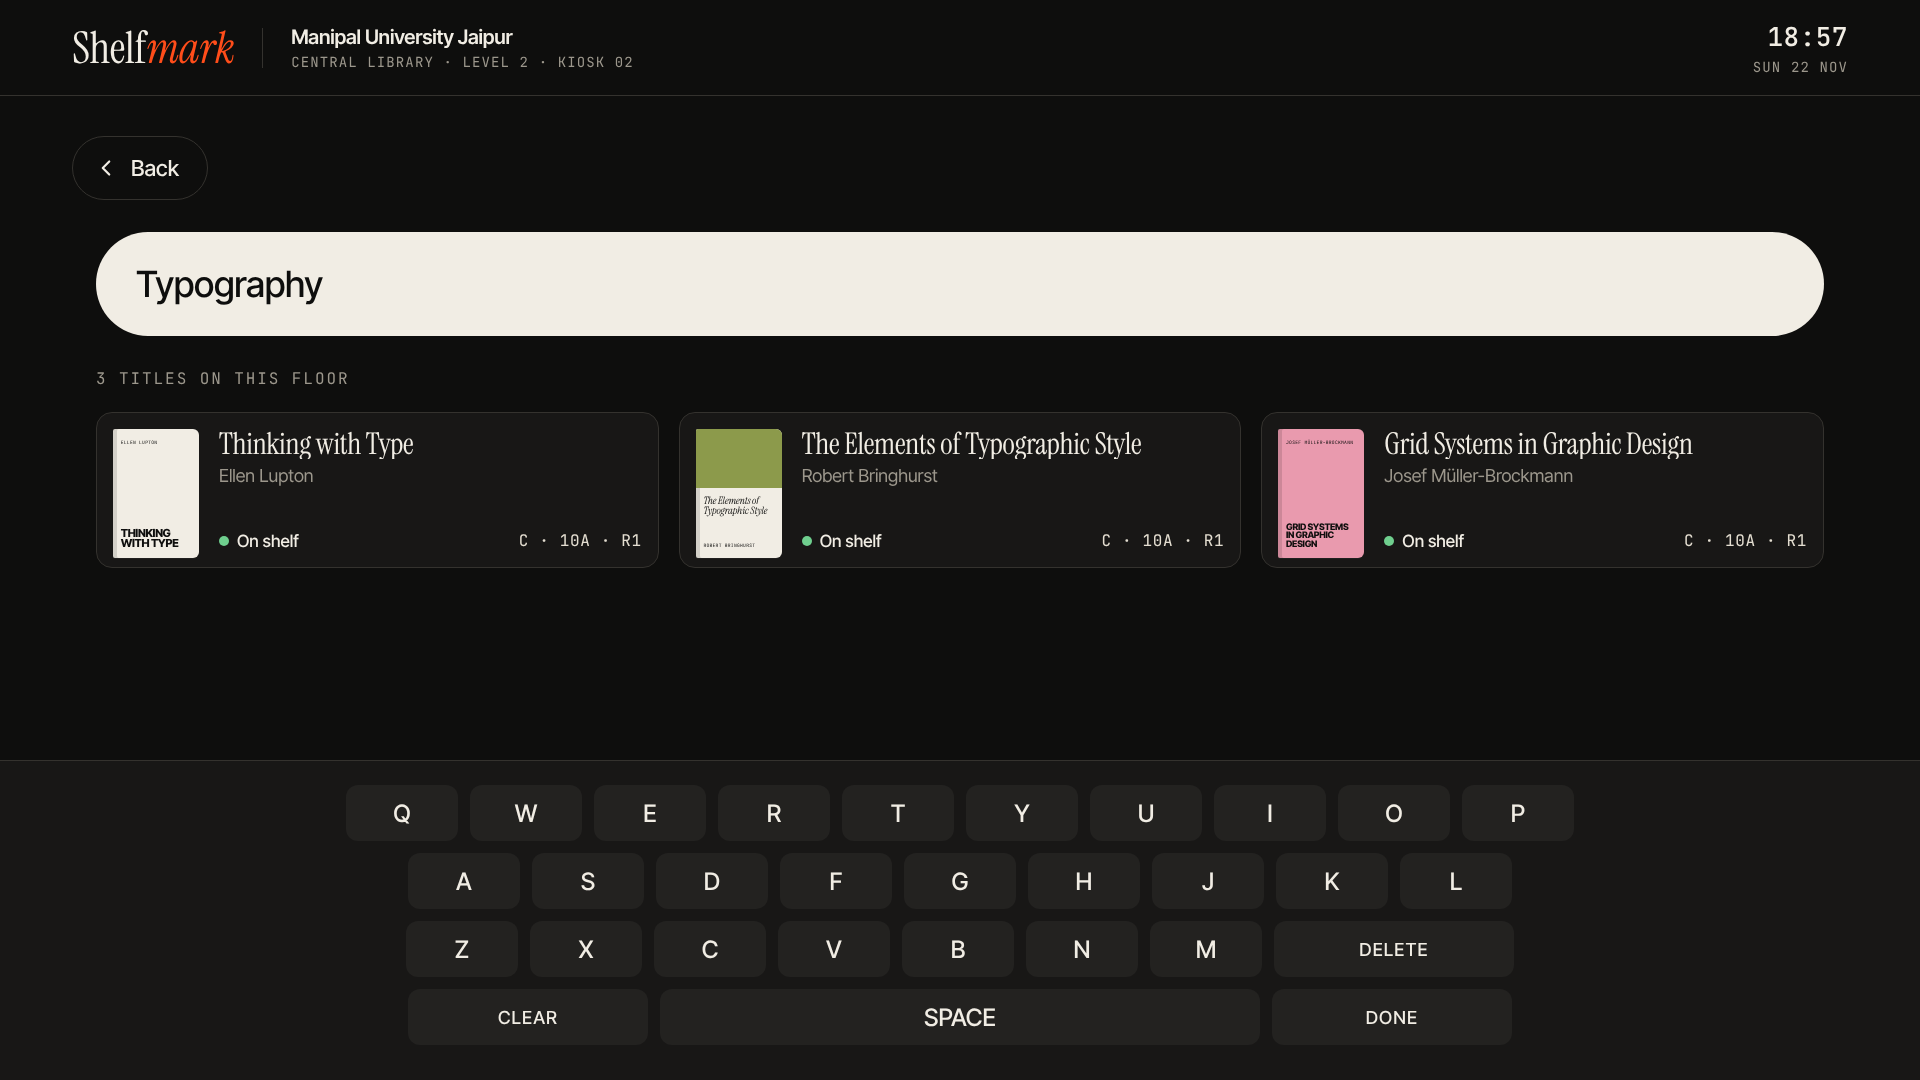 Shelfmark
Manipal University Jaipur
CENTRAL LIBRARY · LEVEL 2 · KIOSK 02
18:57
SUN 22 NOV
Back
Typography
3 TITLES ON THIS FLOOR
ELLEN LUPTON
THINKING
WITH TYPE
Thinking with Type
Ellen Lupton
On shelf
C · 10A · R1
The Elements of
Typographic Style
ROBERT BRINGHURST
The Elements of Typographic Style
Robert Bringhurst
On shelf
C · 10A · R1
JOSEF MÜLLER-BROCKMANN
GRID SYSTEMS
IN GRAPHIC
DESIGN
Grid Systems in Graphic Design
Josef Müller-Brockmann
On shelf
C · 10A · R1
Q W E R T Y U I O P
A S D F G H J K L
Z X C V B N M DELETE
CLEAR SPACE DONE